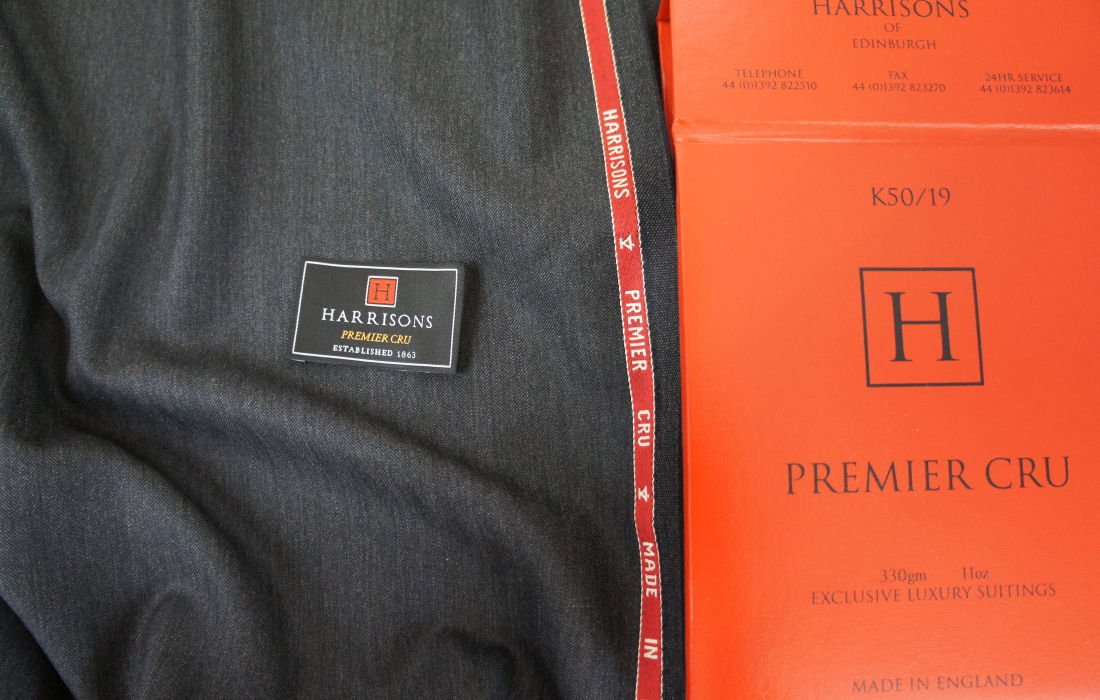 HARRISONS
OF
EDINBURGH
TELEPHONE
44 (0)1392 822510
FAX
44 (0)1392 823270
24HR SERVICE
44 (0)1392 823614
K50/19
H
PREMIER CRU
330gm 11oz
EXCLUSIVE LUXURY SUITINGS
MADE IN ENGLAND
HARRISONS PREMIER CRU MADE IN
H
HARRISONS
PREMIER CRU
ESTABLISHED 1863